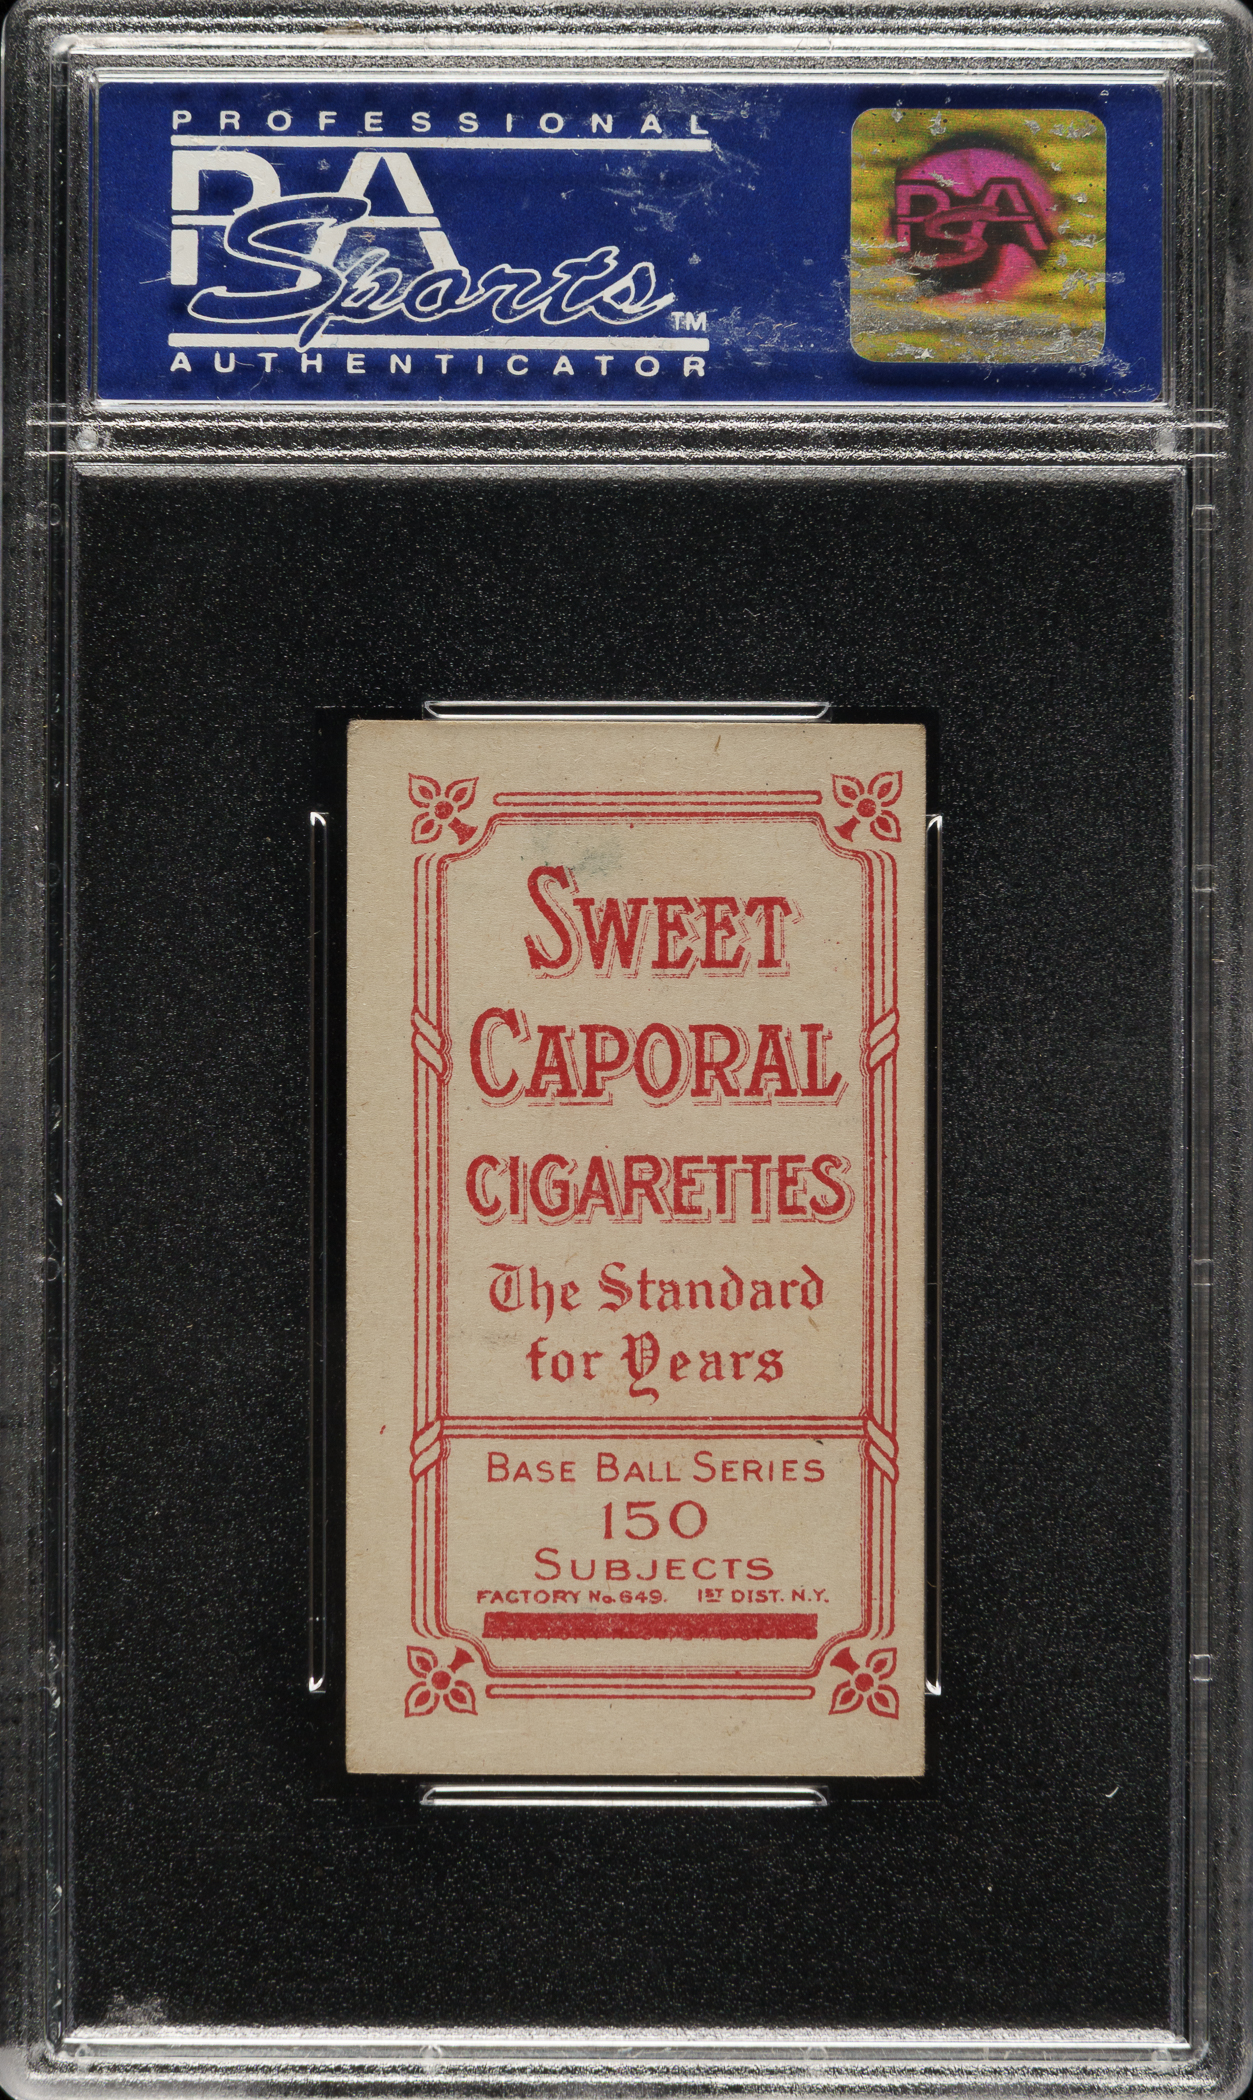 PROFESSIONAL
PSA
Sports TM
AUTHENTICATOR
PSA
SWEET
CAPORAL
CIGARETTES
The Standard
for Years
BASE BALL SERIES
150
SUBJECTS
FACTORY No. 649. 1ST DIST. N.Y.